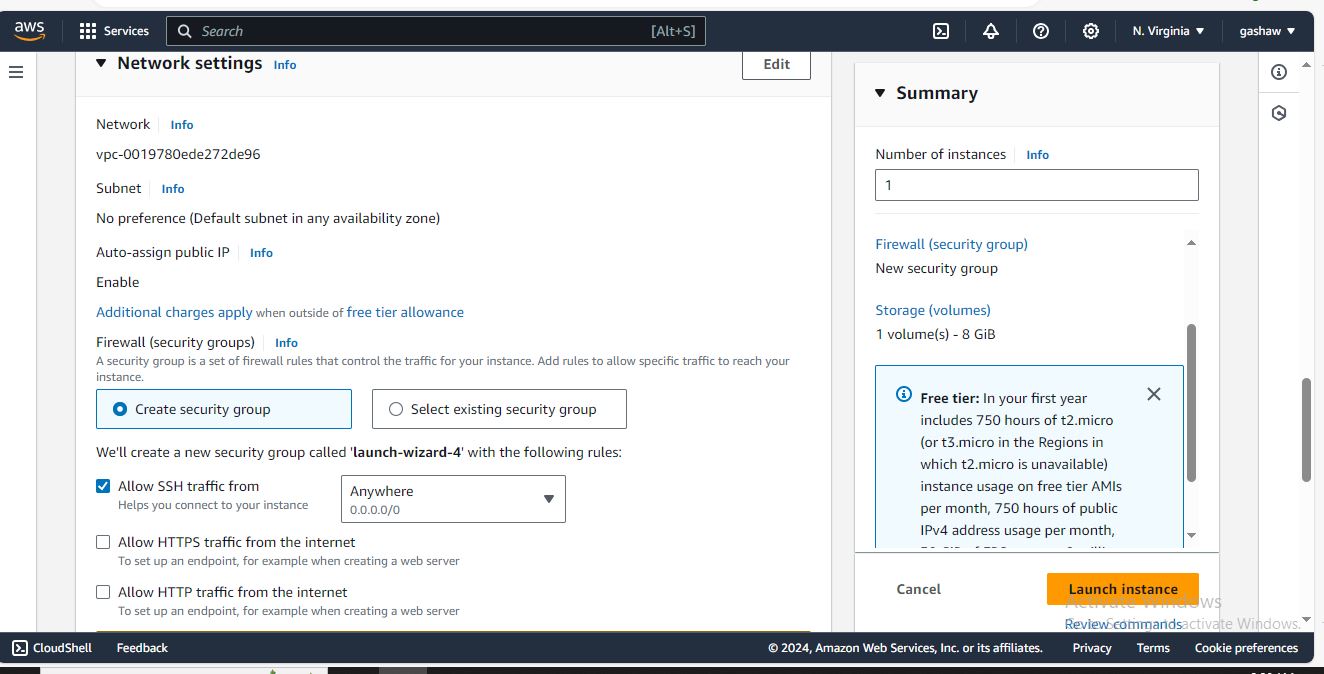 aws
Services
Search
[Alt+S]
N. Virginia
gashaw
Network settings Info
Edit
Network Info
vpc-0019780ede272de96
Subnet Info
No preference (Default subnet in any availability zone)
Auto-assign public IP Info
Enable
Additional charges apply when outside of free tier allowance
Firewall (security groups) Info
A security group is a set of firewall rules that control the traffic for your instance. Add rules to allow specific traffic to reach your
instance.
Create security group
Select existing security group
We'll create a new security group called 'launch-wizard-4' with the following rules:
Allow SSH traffic from
Helps you connect to your instance
Anywhere
0.0.0.0/0
Allow HTTPS traffic from the internet
To set up an endpoint, for example when creating a web server
Allow HTTP traffic from the internet
To set up an endpoint, for example when creating a web server
Summary
Number of instances Info
1
Firewall (security group)
New security group
Storage (volumes)
1 volume(s) - 8 GiB
Free tier: In your first year
includes 750 hours of t2.micro
(or t3.micro in the Regions in
which t2.micro is unavailable)
instance usage on free tier AMIs
per month, 750 hours of public
IPv4 address usage per month,
Cancel
Launch instance
Activate Windows
Review commands
Go to Settings to activate Windows.
CloudShell
Feedback
© 2024, Amazon Web Services, Inc. or its affiliates.
Privacy
Terms
Cookie preferences